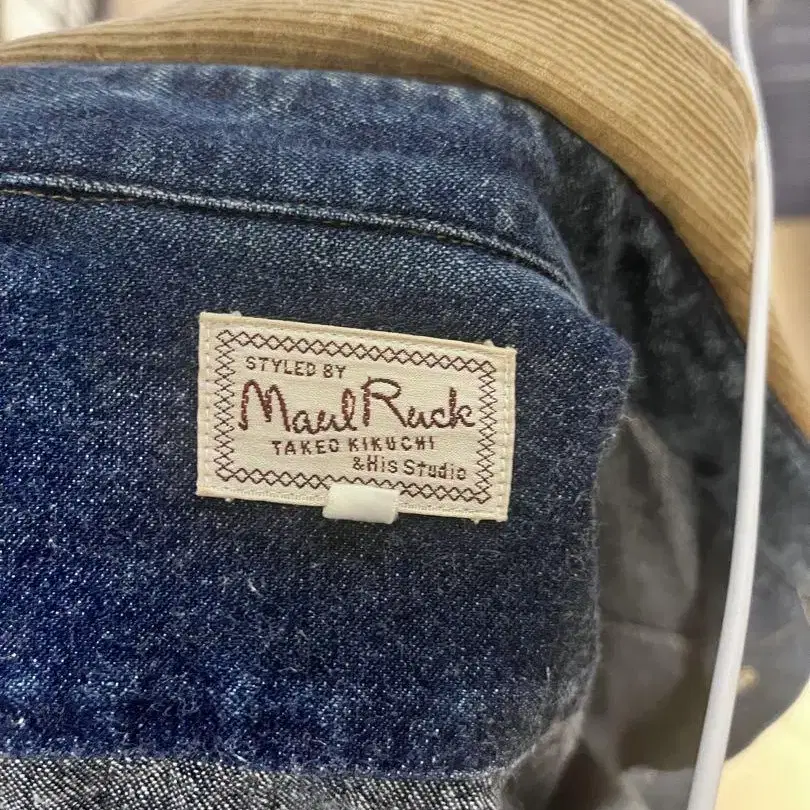 STYLED BY
Maul Ruck
TAKEO KIKUCHI
&His Studio